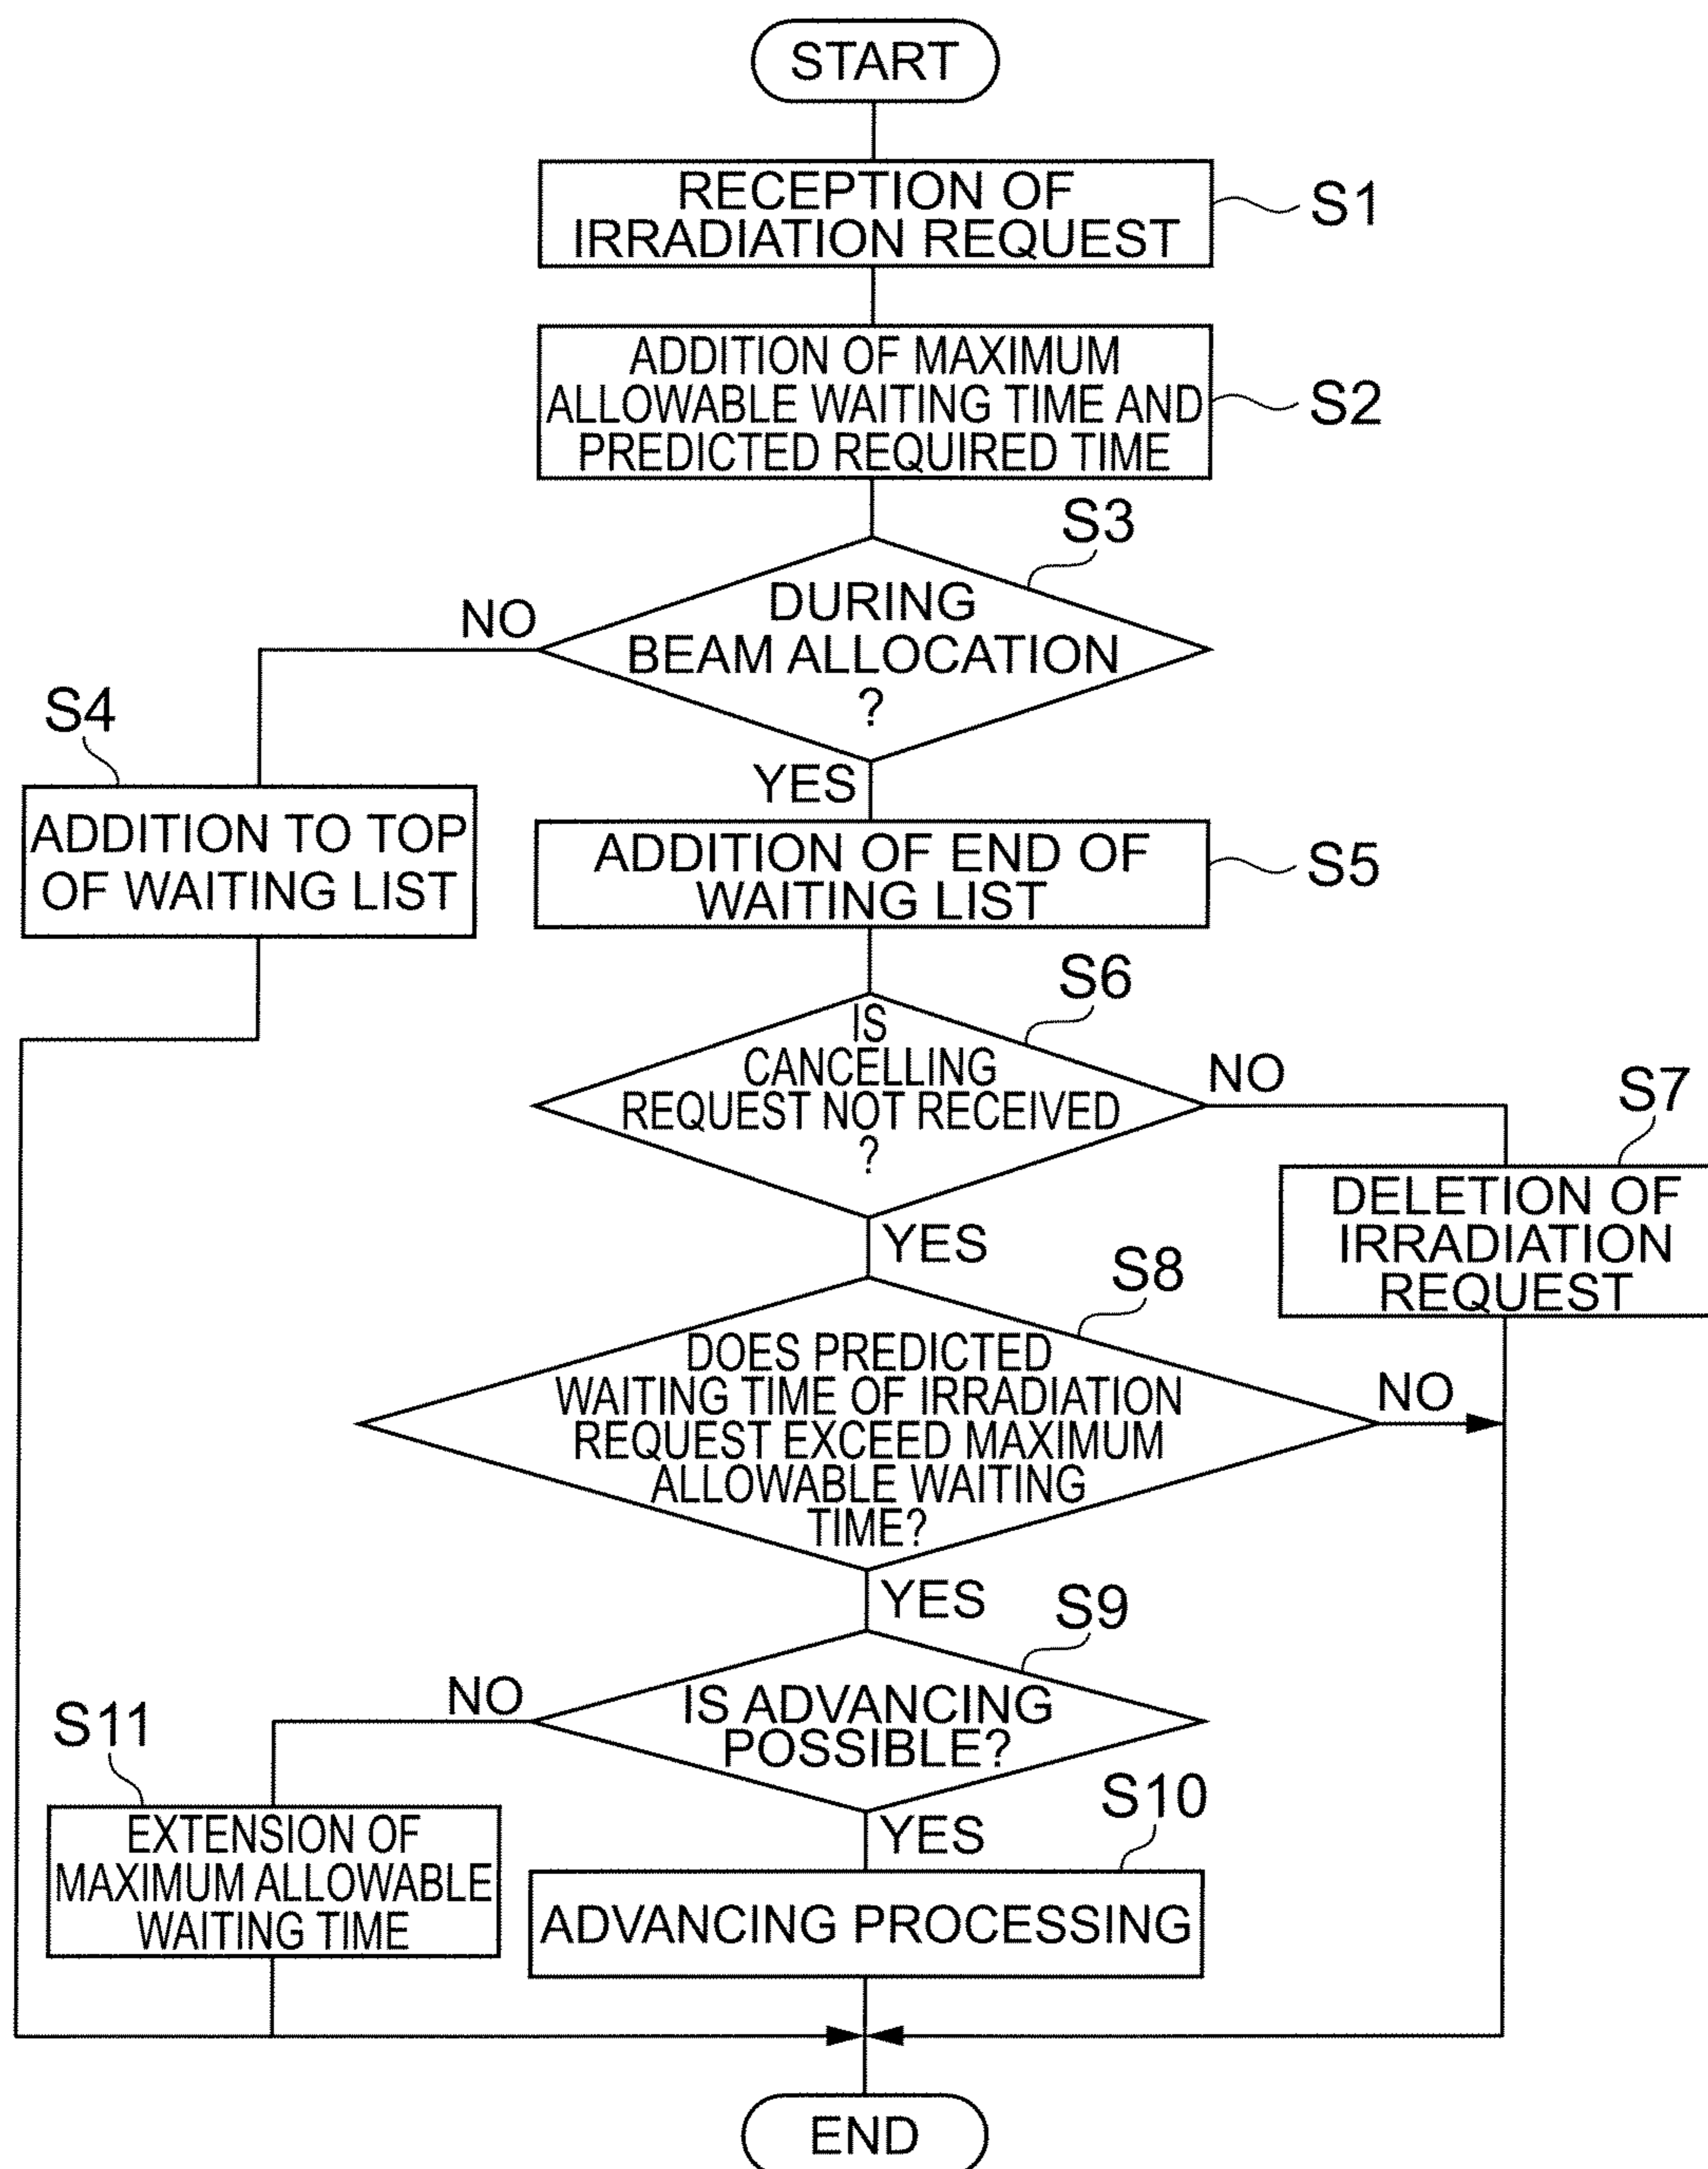 START
RECEPTION OF
IRRADIATION REQUEST
S1
ADDITION OF MAXIMUM
ALLOWABLE WAITING TIME AND
PREDICTED REQUIRED TIME
S2
S3
DURING
BEAM ALLOCATION
?
NO
YES
S4
ADDITION TO TOP
OF WAITING LIST
ADDITION OF END OF
WAITING LIST
S5
S6
IS
CANCELLING
REQUEST NOT RECEIVED
?
NO
YES
S7
DELETION OF
IRRADIATION
REQUEST
S8
DOES PREDICTED
WAITING TIME OF IRRADIATION
REQUEST EXCEED MAXIMUM
ALLOWABLE WAITING
TIME?
NO
YES
S9
IS ADVANCING
POSSIBLE?
NO
YES
S11
EXTENSION OF
MAXIMUM ALLOWABLE
WAITING TIME
S10
ADVANCING PROCESSING
END